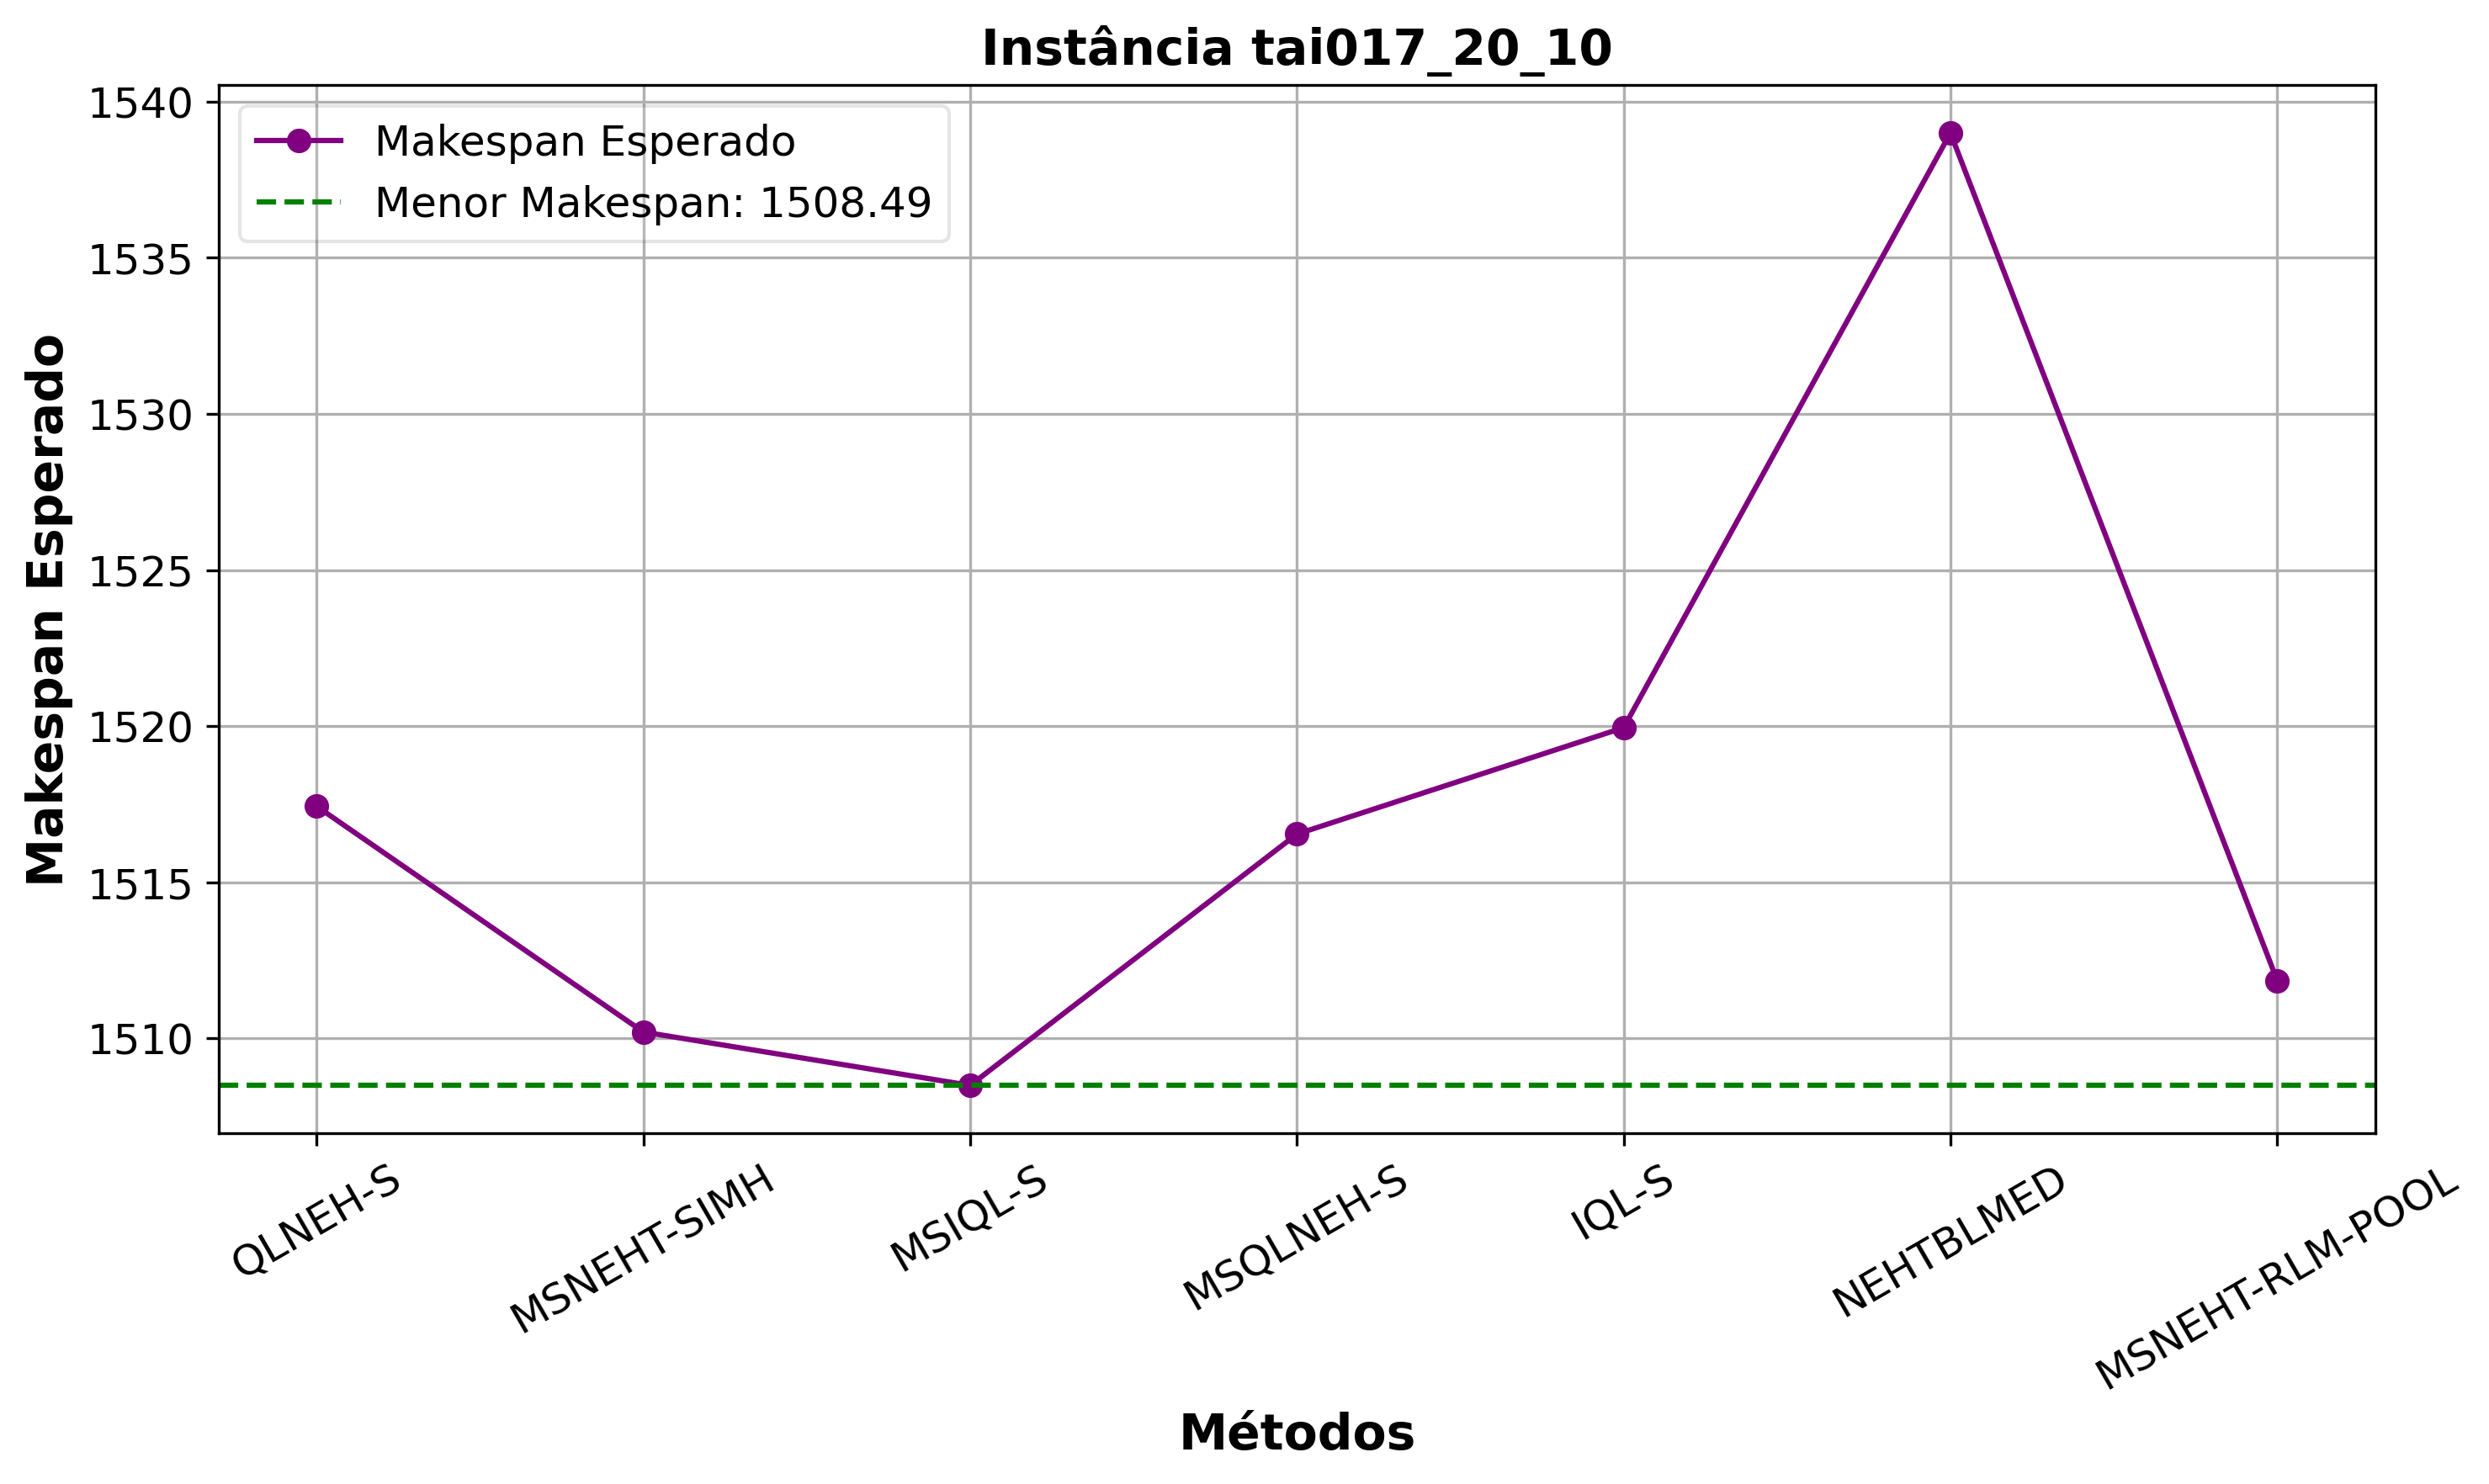 Instância tai017_20_10
Makespan Esperado
Menor Makespan: 1508.49
Makespan Esperado
1540
1535
1530
1525
1520
1515
1510
QLNEH-S
MSNEHT-SIMH
MSIQL-S
MSQLNEH-S
IQL-S
NEHTBLMED
MSNEHT-RLM-POOL
Métodos